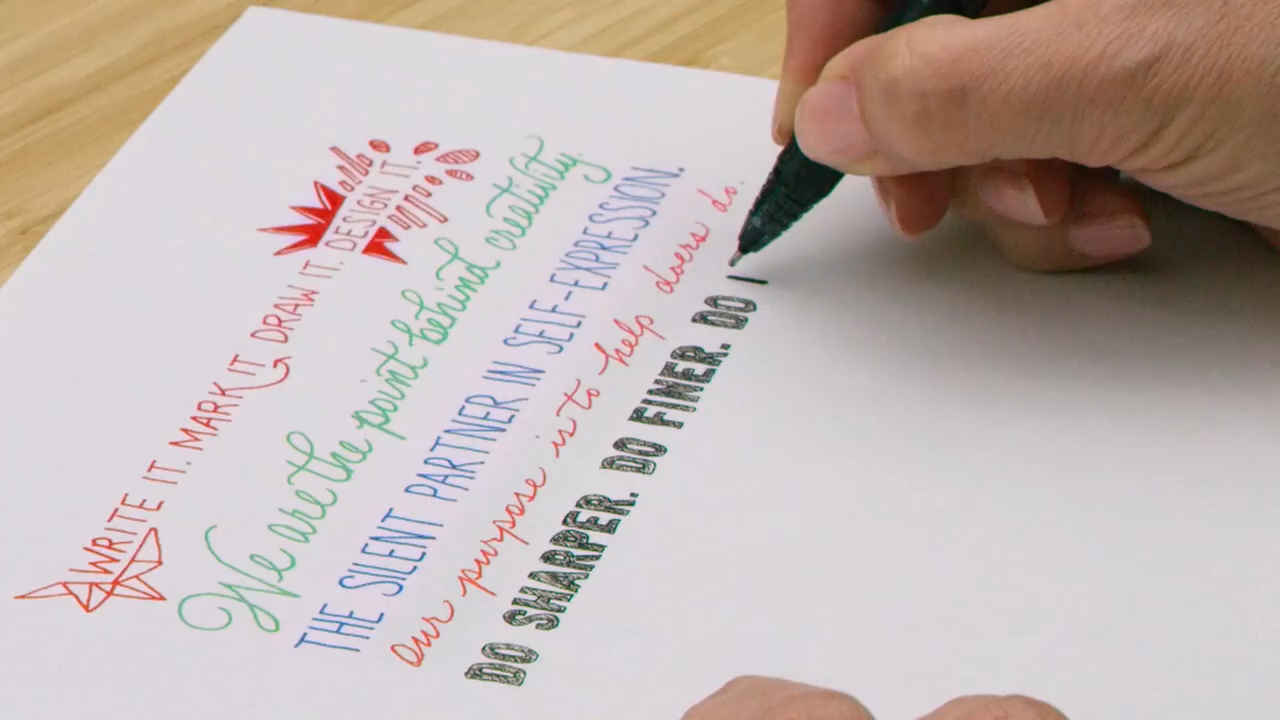 WRITE IT. MARK IT. DRAW IT. DESIGN IT.
We are the point behind creativity.
THE SILENT PARTNER IN SELF-EXPRESSION.
Our purpose is to help doers do.
DO SHARPER. DO FINER. DO